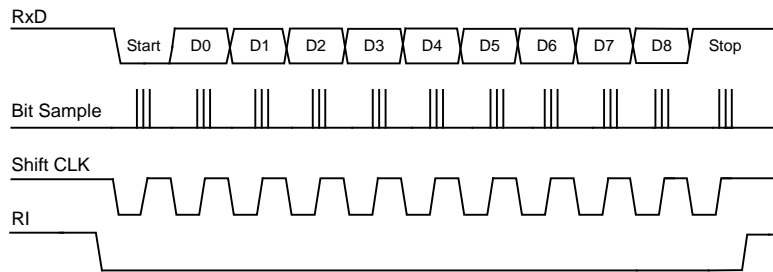 RxD
Start D0 D1 D2 D3 D4 D5 D6 D7 D8 Stop
Bit Sample
Shift CLK
RI